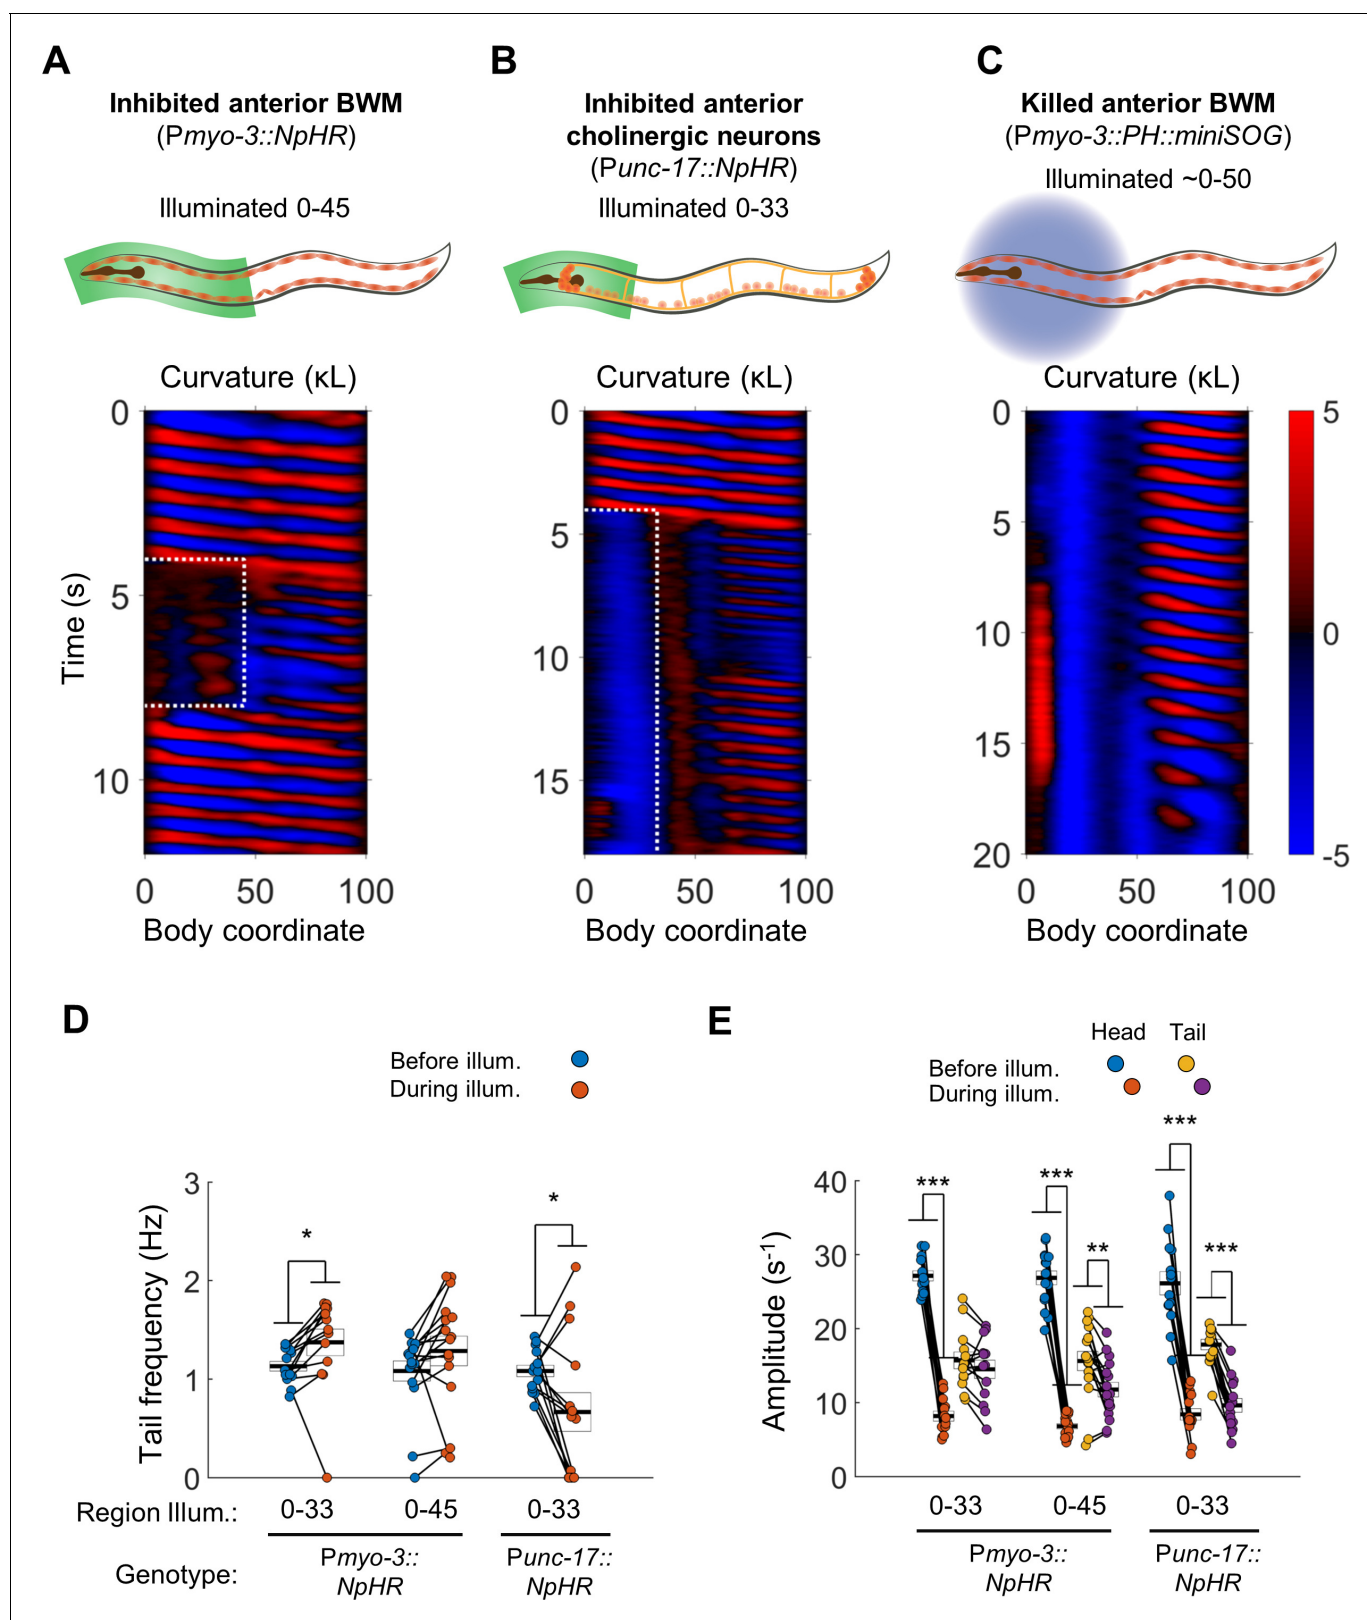 A
Inhibited anterior BWM
(Pmyo-3::NpHR)
Illuminated 0-45
B
Inhibited anterior
cholinergic neurons
(Punc-17::NpHR)
Illuminated 0-33
C
Killed anterior BWM
(Pmyo-3::PH::miniSOG)
Illuminated ~0-50
Curvature (κL)
0
5
10
Time (s)
0 50 100
Body coordinate
Curvature (κL)
0
5
10
15
0 50 100
Body coordinate
Curvature (κL)
0
5
10
15
20
0 50 100
Body coordinate
5
0
-5
D
Before illum.
During illum.
3
2
1
0
Tail frequency (Hz)
*
*
Region Illum.: 0-33 0-45 0-33
Genotype: Pmyo-3:: Punc-17::
NpHR NpHR
E
Head Tail
Before illum.
During illum.
40
30
20
10
0
Amplitude (s-1)
***
***
**
***
***
0-33 0-45 0-33
Pmyo-3:: Punc-17::
NpHR NpHR